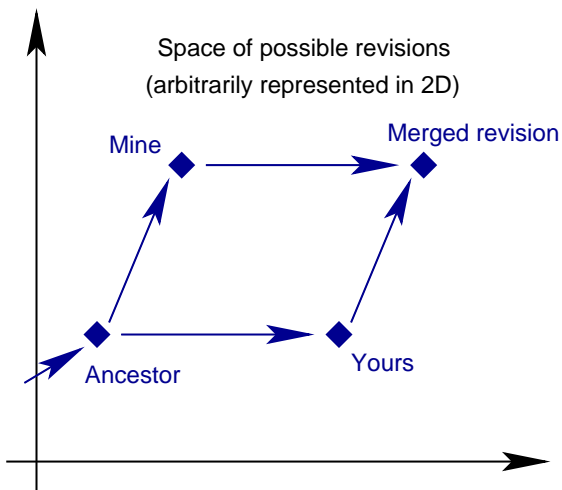 Space of possible revisions
(arbitrarily represented in 2D)
Merged revision
Mine
Yours
Ancestor